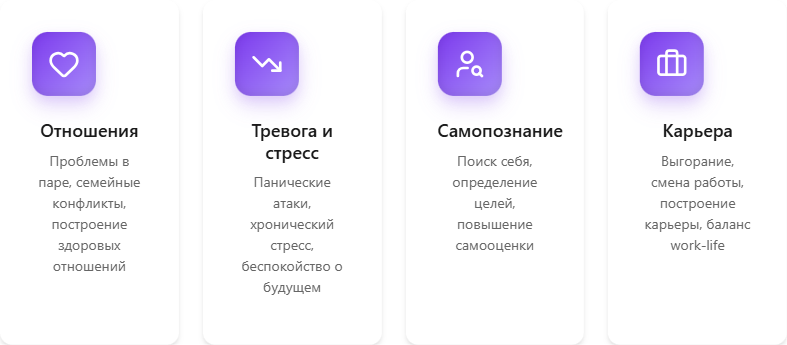 Отношения
Проблемы в
паре, семейные
конфликты,
построение
здоровых
отношений
Тревога и
стресс
Панические
атаки,
хронический
стресс,
беспокойство о
будущем
Самопознание
Поиск себя,
определение
целей,
повышение
самооценки
Карьера
Выгорание,
смена работы,
построение
карьеры, баланс
work-life